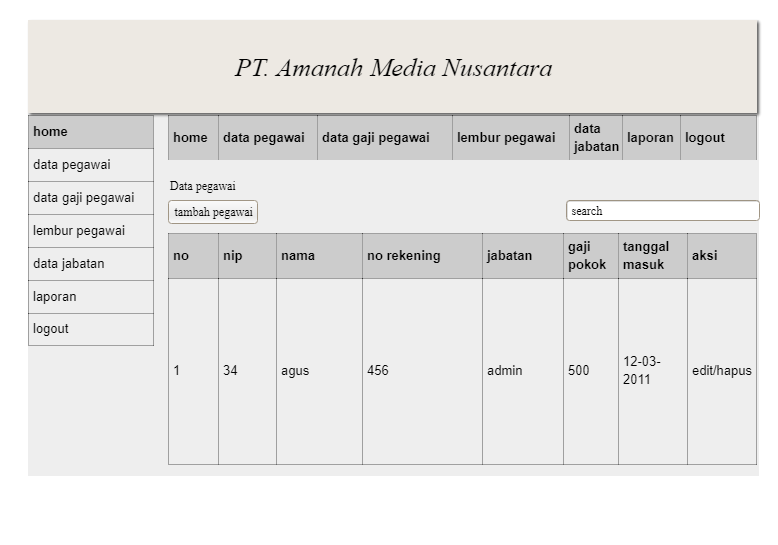 PT. Amanah Media Nusantara
home
data pegawai
data gaji pegawai
lembur pegawai
data jabatan
laporan
logout
home data pegawai data gaji pegawai lembur pegawai data jabatan laporan logout
Data pegawai
tambah pegawai search
no nip nama no rekening jabatan gaji pokok tanggal masuk aksi
1 34 agus 456 admin 500 12-03-2011 edit/hapus